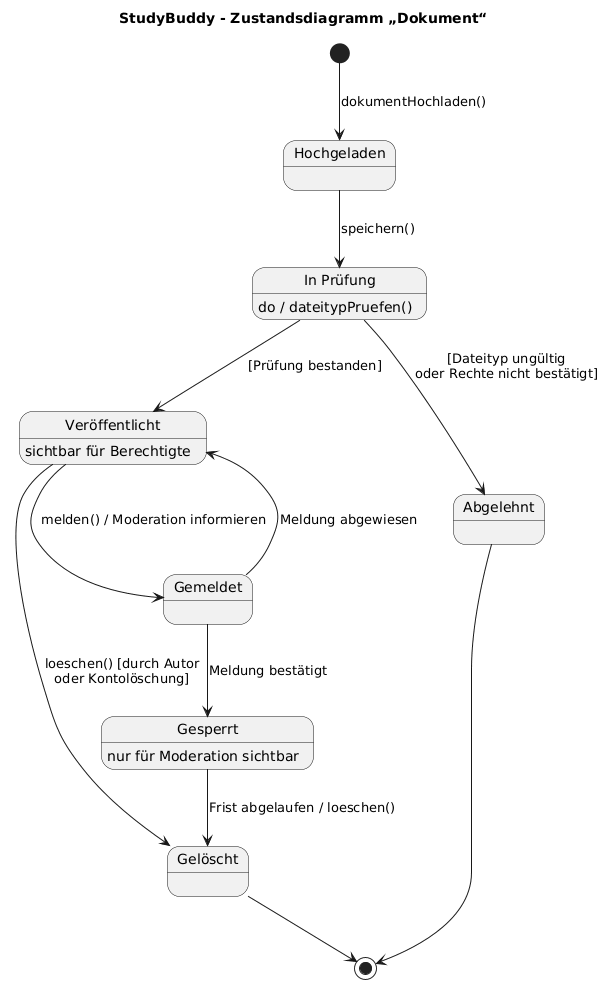 StudyBuddy - Zustandsdiagramm „Dokument“
dokumentHochladen()
Hochgeladen
speichern()
In Prüfung
do / dateitypPruefen()
[Prüfung bestanden]
[Dateityp ungültig
oder Rechte nicht bestätigt]
Veröffentlicht
sichtbar für Berechtigte
Abgelehnt
melden() / Moderation informieren
Meldung abgewiesen
Gemeldet
loeschen() [durch Autor
oder Kontolöschung]
Meldung bestätigt
Gesperrt
nur für Moderation sichtbar
Frist abgelaufen / loeschen()
Gelöscht